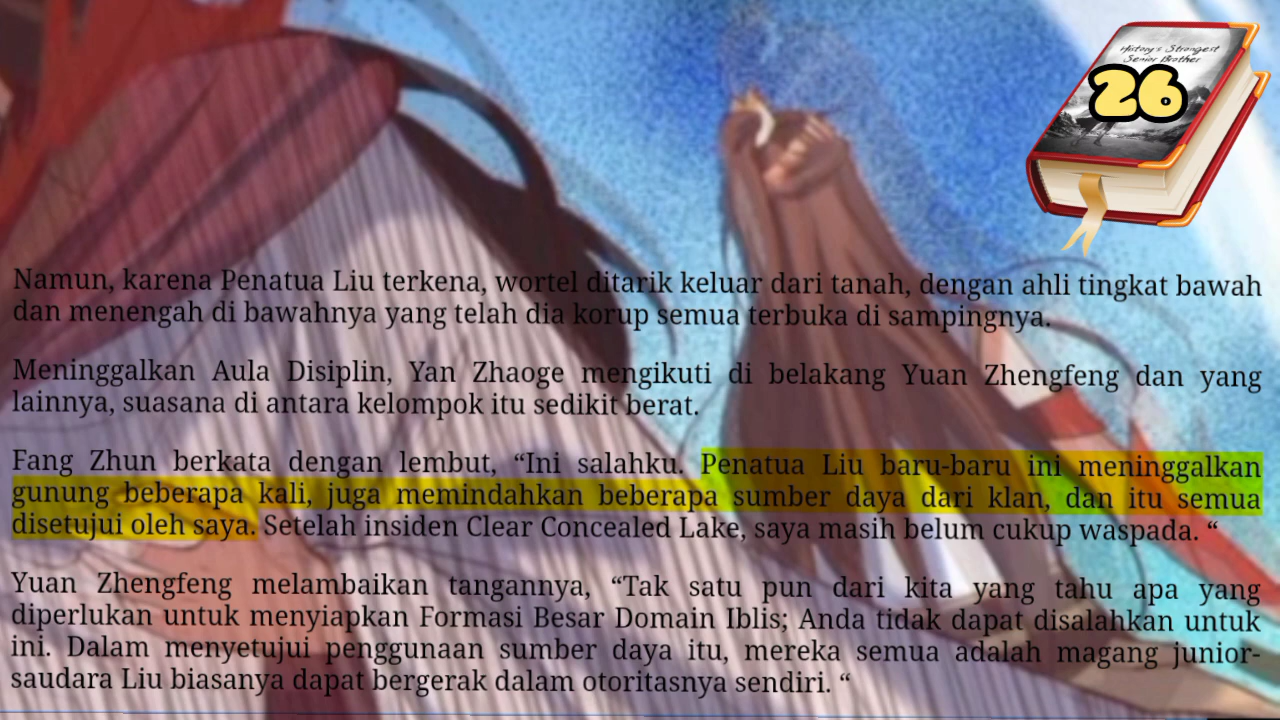 History's Strongest
Senior Brother
26
Namun, karena Penatua Liu terkena, wortel ditarik keluar dari tanah, dengan ahli tingkat bawah
dan menengah di bawahnya yang telah dia korup semua terbuka di sampingnya.
Meninggalkan Aula Disiplin, Yan Zhaoge mengikuti di belakang Yuan Zhengfeng dan yang
lainnya, suasana di antara kelompok itu sedikit berat.
Fang Zhun berkata dengan lembut, “Ini salahku. Penatua Liu baru-baru ini meninggalkan
gunung beberapa kali, juga memindahkan beberapa sumber daya dari klan, dan itu semua
disetujui oleh saya. Setelah insiden Clear Concealed Lake, saya masih belum cukup waspada. “
Yuan Zhengfeng melambaikan tangannya, “Tak satu pun dari kita yang tahu apa yang
diperlukan untuk menyiapkan Formasi Besar Domain Iblis; Anda tidak dapat disalahkan untuk
ini. Dalam menyetujui penggunaan sumber daya itu, mereka semua adalah magang junior-
saudara Liu biasanya dapat bergerak dalam otoritasnya sendiri. “